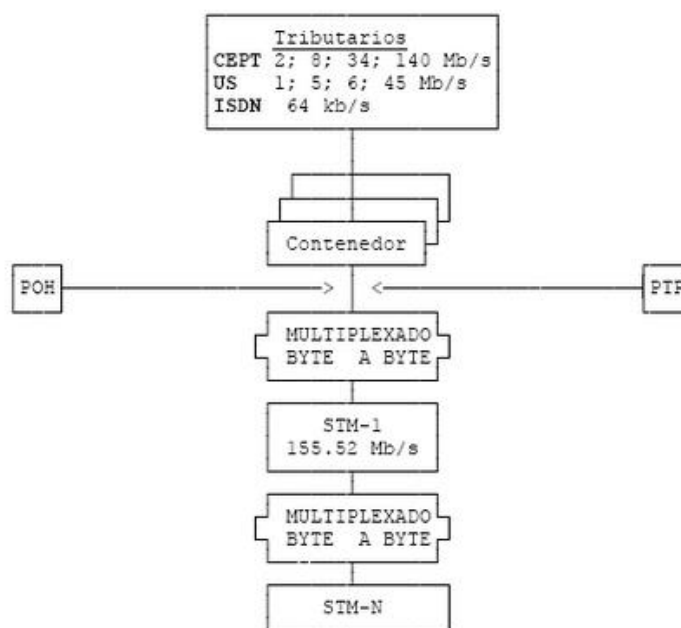 Tributarios
CEPT 2; 8; 34; 140 Mb/s
US 1; 5; 6; 45 Mb/s
ISDN 64 kb/s
Contenedor
POH > < PTR
MULTIPLEXADO
BYTE A BYTE
STM-1
155.52 Mb/s
MULTIPLEXADO
BYTE A BYTE
STM-N